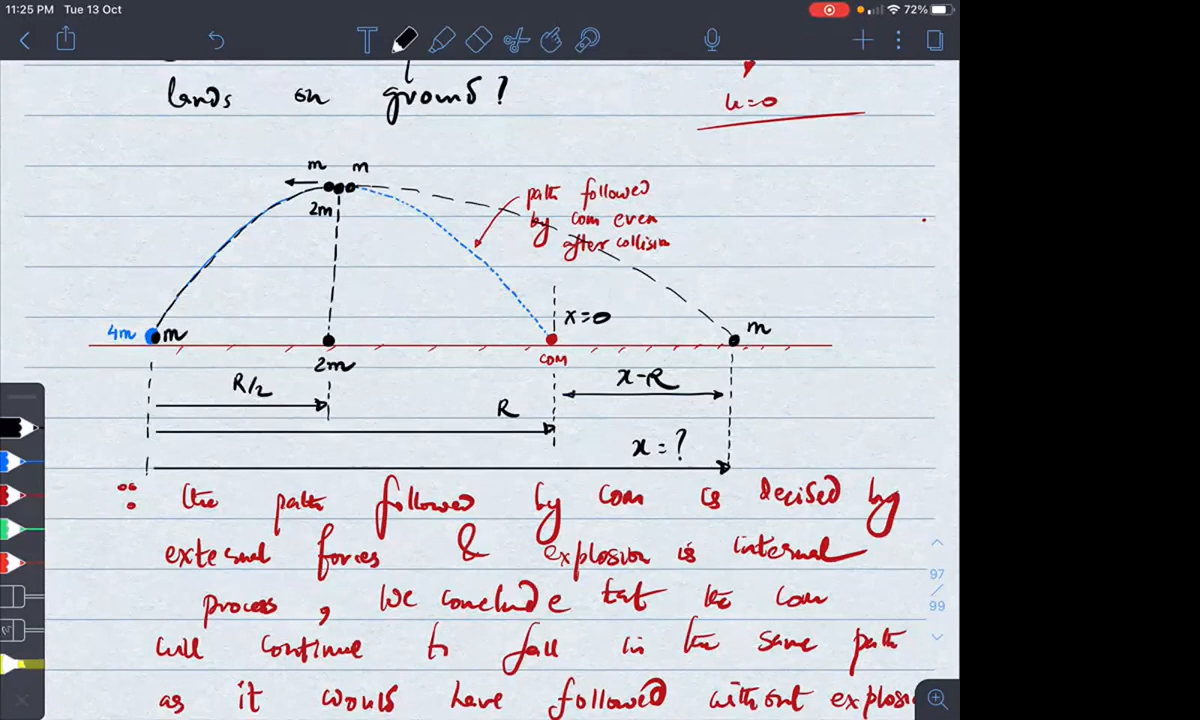 11:25 PM Tue 13 Oct
72%
T
lands on ground?
u=0
m m
2m
path followed
by com even
after collision
x=0
4m m
m
2m
COM
R/2
x-R
R
x=?
∵ the path followed by com is decised by
external forces & explosion is internal
process, We conclude tat the com
will continue to fall in the same path
as it would have followed without explosi
97
/
99